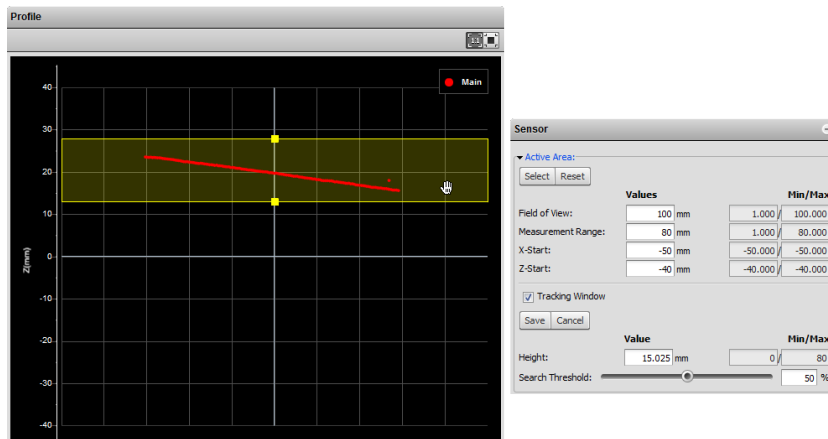 Profile
1:1
Main
40
30
20
10
0
-10
-20
-30
-40
Z(mm)
Sensor
Active Area:
Select Reset
Values Min/Max
Field of View: 100 mm 1.000 / 100.000
Measurement Range: 80 mm 1.000 / 80.000
X-Start: -50 mm -50.000 / -50.000
Z-Start: -40 mm -40.000 / -40.000
Tracking Window
Save Cancel
Value Min/Max
Height: 15.025 mm 0 / 80
Search Threshold: 50 %